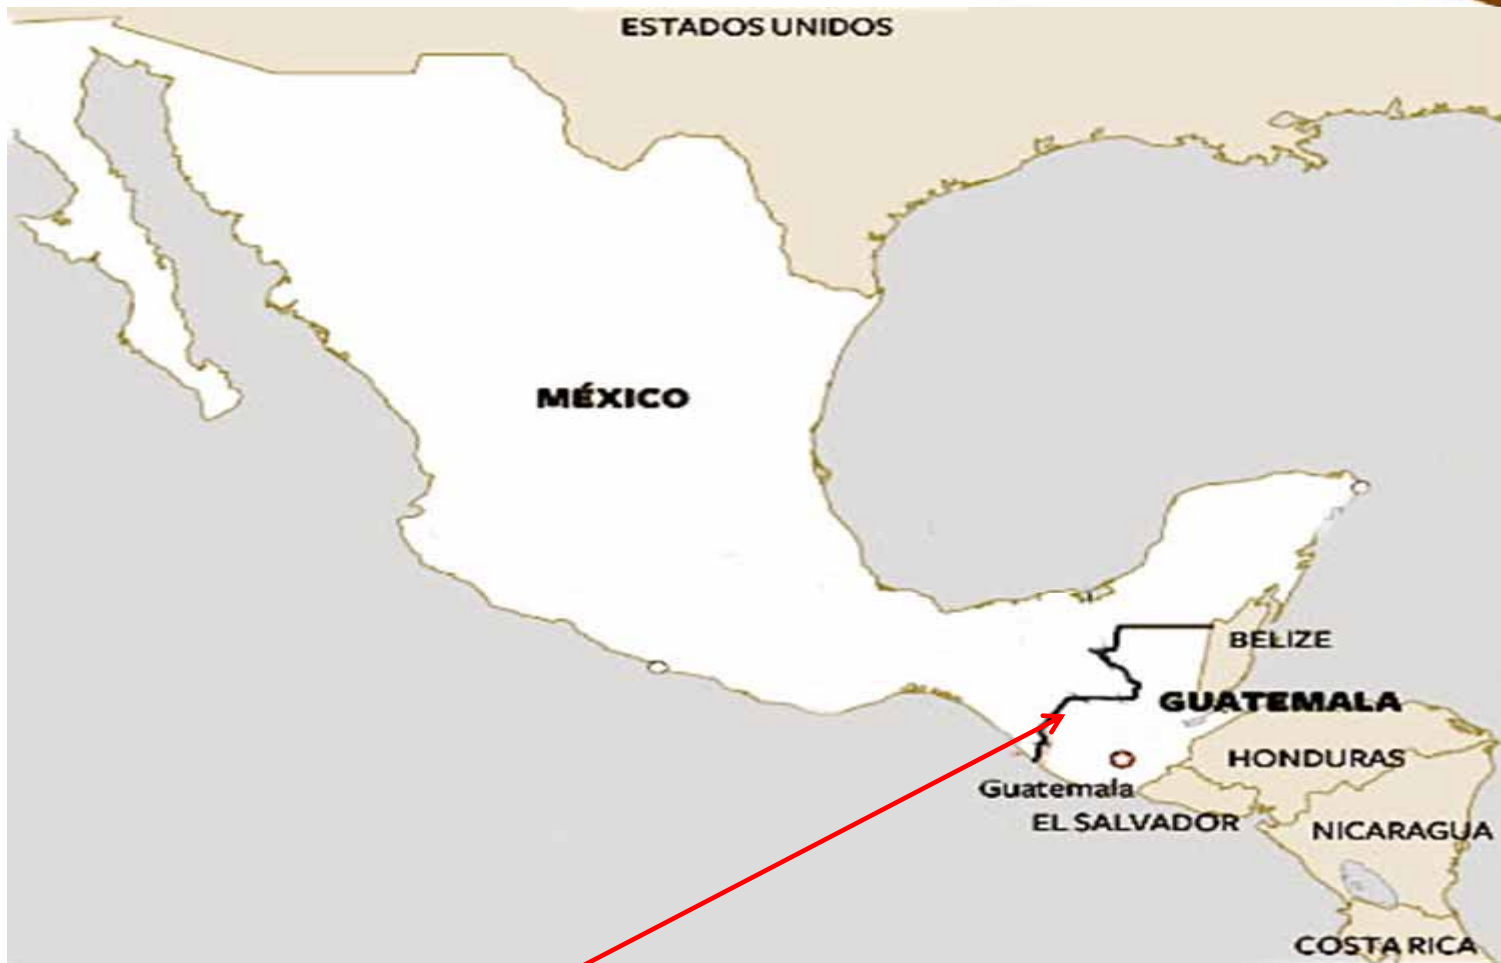 ESTADOS UNIDOS
MÉXICO
BELIZE
GUATEMALA
HONDURAS
Guatemala
EL SALVADOR
NICARAGUA
COSTA RICA